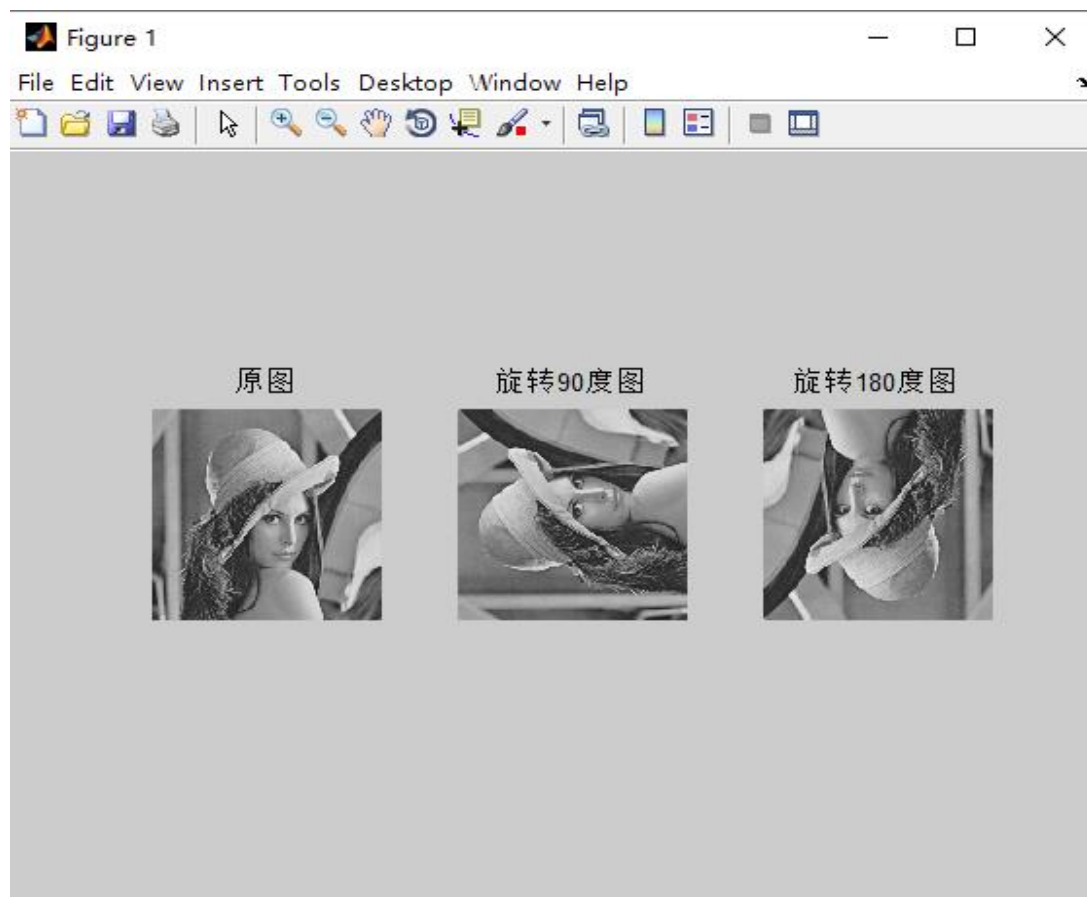 Figure 1
File Edit View Insert Tools Desktop Window Help
原图
旋转90度图
旋转180度图